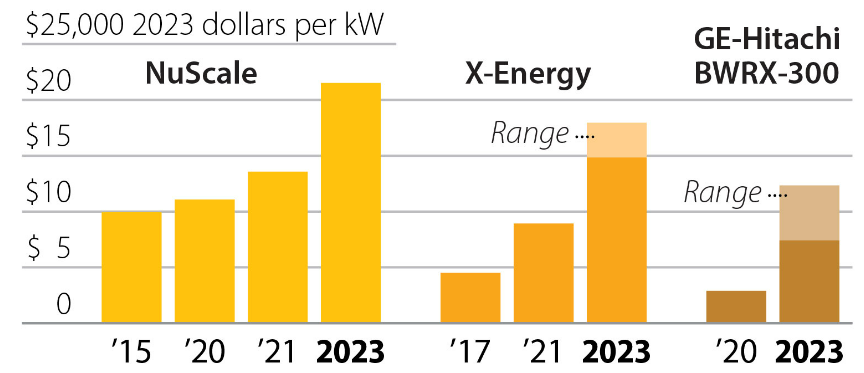 $25,000 2023 dollars per kW
$20
$15
$10
$ 5
0
NuScale
’15 ’20 ’21 2023
X-Energy
Range
’17 ’21 2023
GE-Hitachi
BWRX-300
Range
’20 2023